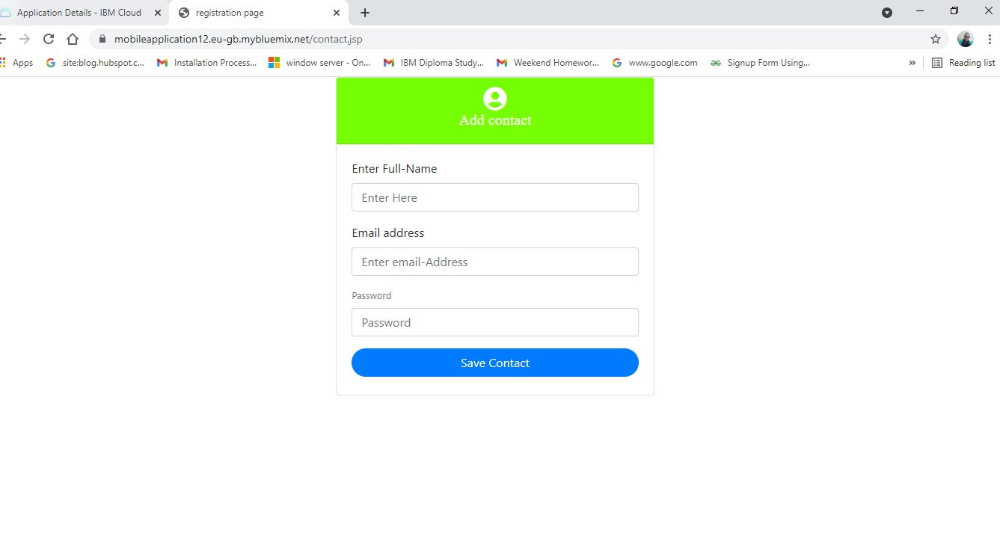 Application Details - IBM Cloud
registration page
mobileapplication12.eu-gb.mybluemix.net/contact.jsp
Apps site:blog.hubspot.c... Installation Process... window server - On... IBM Diploma Study... Weekend Homewor... www.google.com Signup Form Using... » Reading list
Add contact
Enter Full-Name
Enter Here
Email address
Enter email-Address
Password
Password
Save Contact